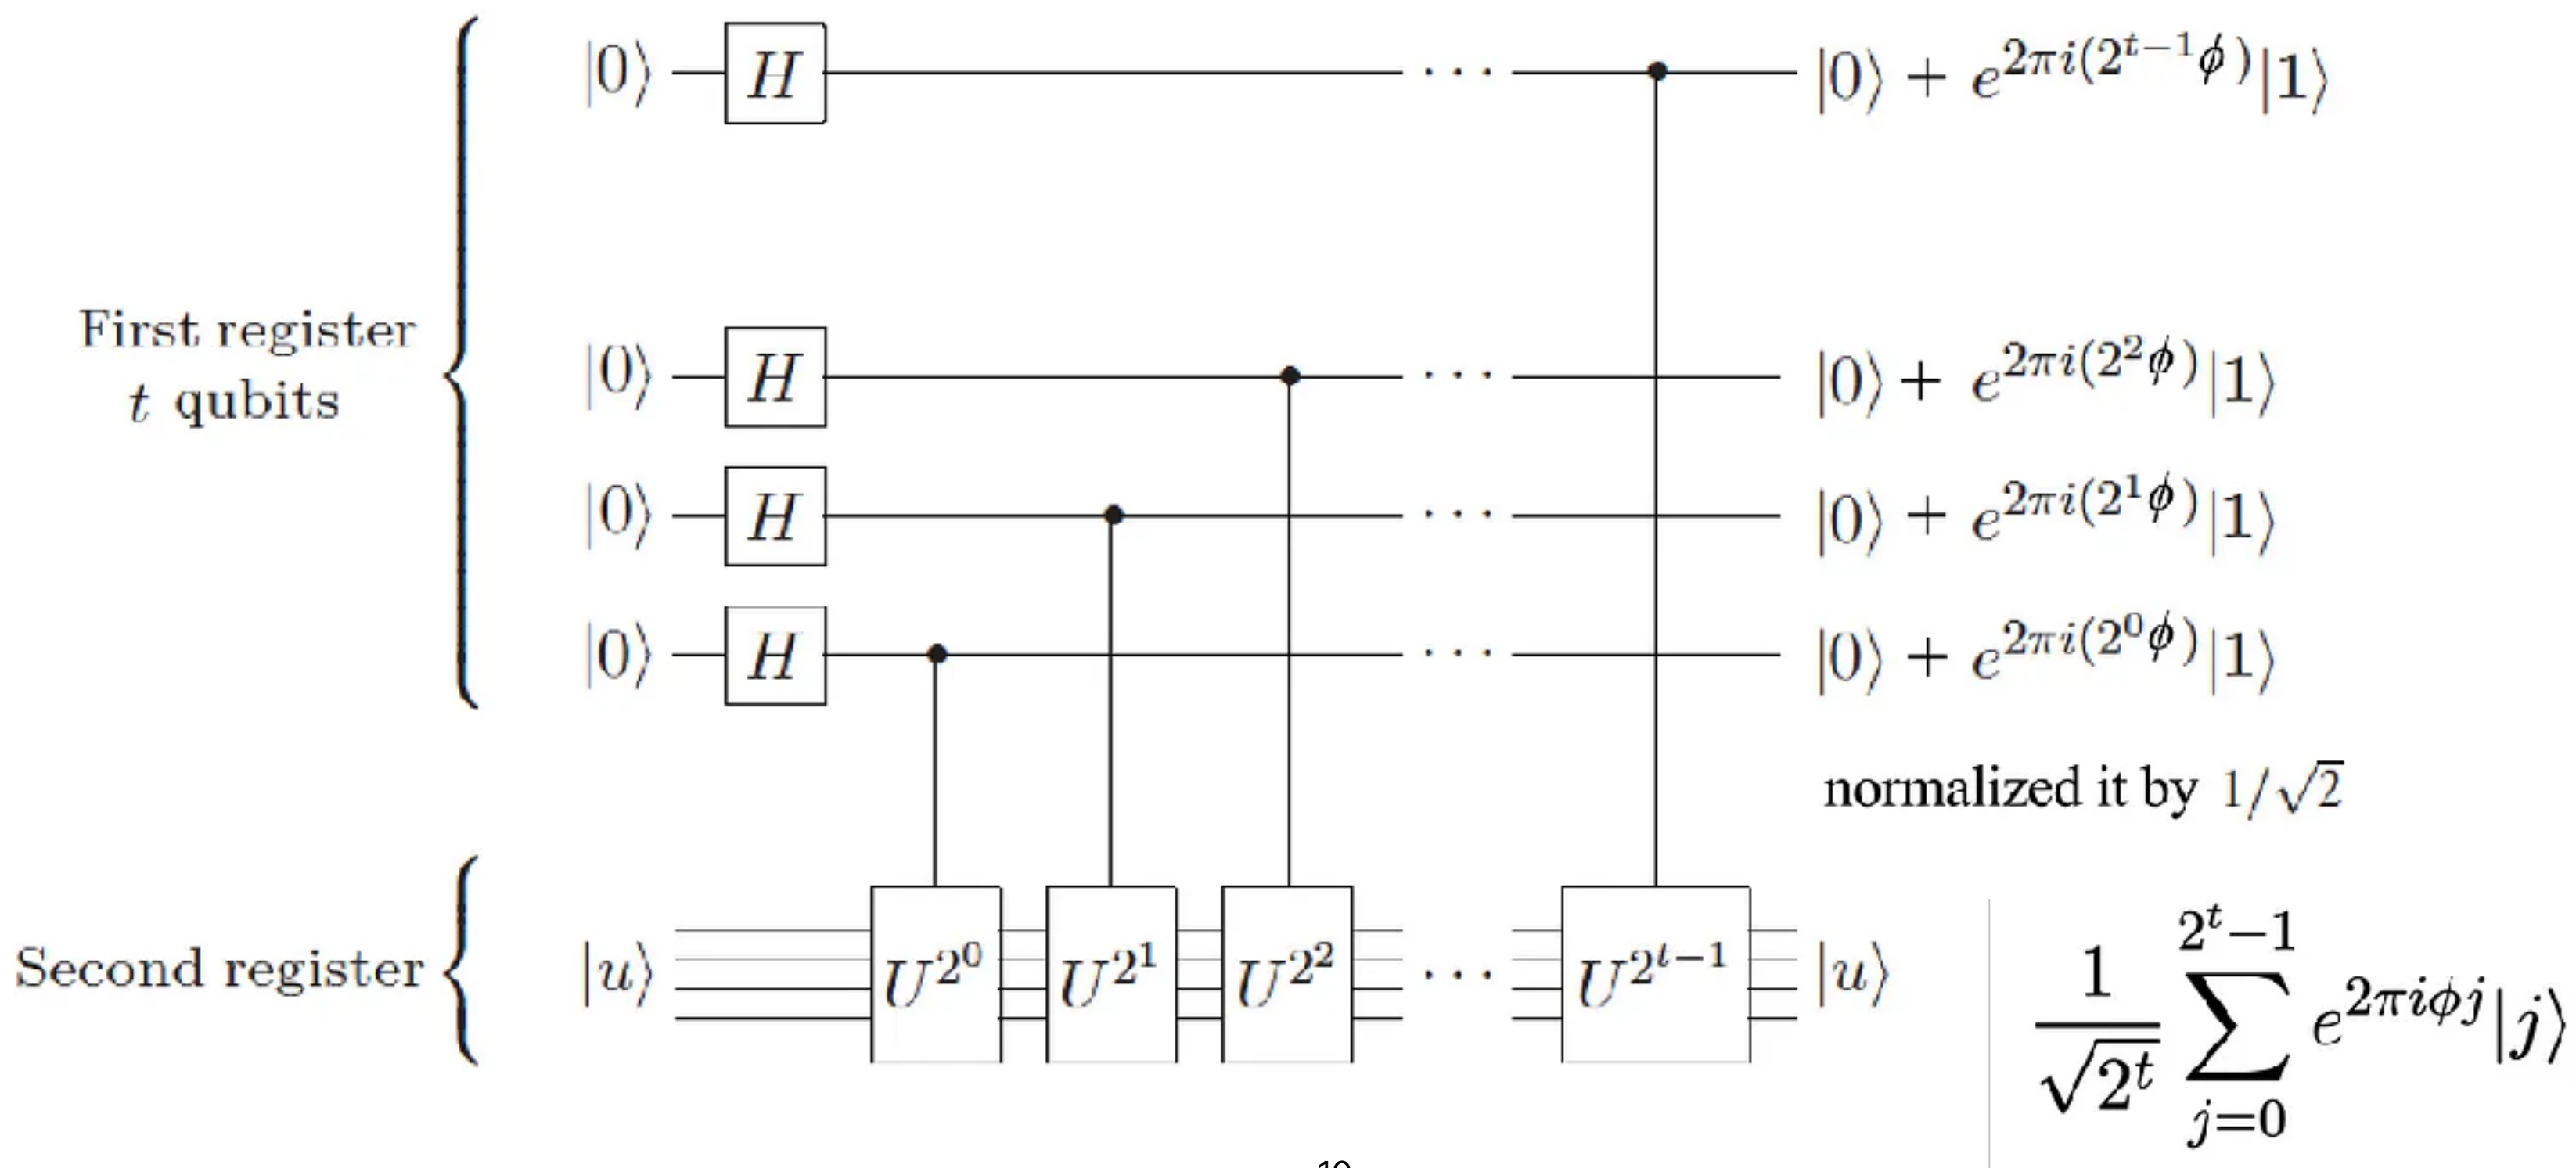 |0⟩ H ··· |0⟩ + e^{2πi(2^{t−1}ϕ)}|1⟩
First register
t qubits
|0⟩ H ··· |0⟩ + e^{2πi(2^2ϕ)}|1⟩
|0⟩ H ··· |0⟩ + e^{2πi(2^1ϕ)}|1⟩
|0⟩ H ··· |0⟩ + e^{2πi(2^0ϕ)}|1⟩
normalized it by 1/√2
Second register |u⟩ U^{2^0} U^{2^1} U^{2^2} ··· U^{2^{t−1}} |u⟩
1/√2^t ∑_{j=0}^{2^t−1} e^{2πiϕj}|j⟩